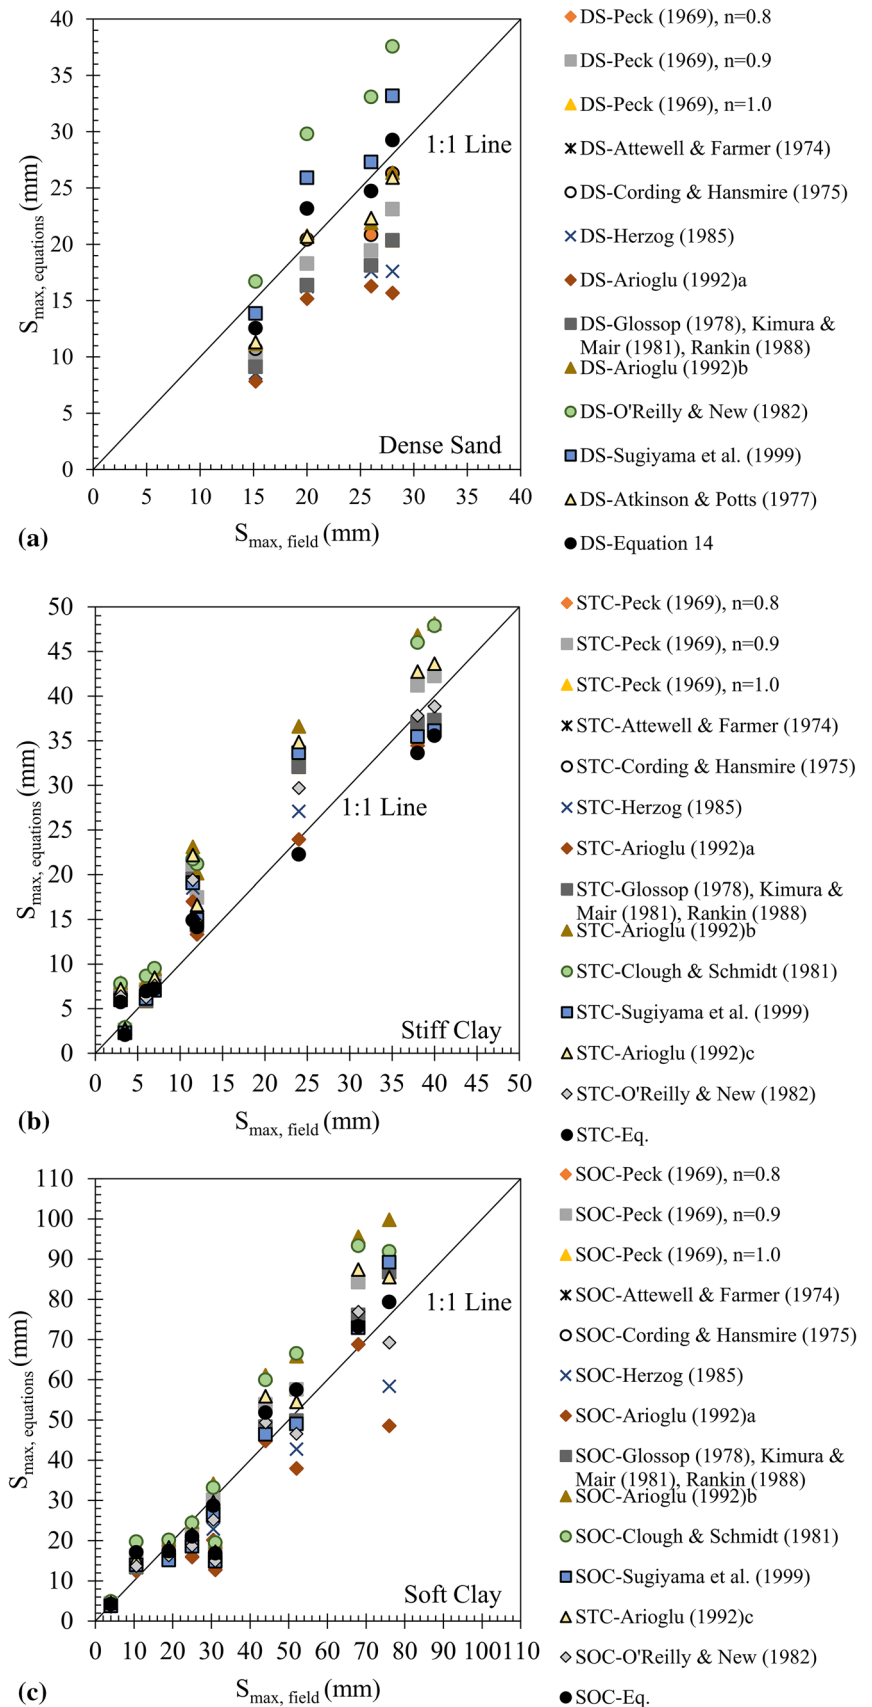 40
35
30
25
20
15
10
5
0
S_max, equations (mm)
0 5 10 15 20 25 30 35 40
S_max, field (mm)
1:1 Line
Dense Sand
(a)
DS-Peck (1969), n=0.8
DS-Peck (1969), n=0.9
DS-Peck (1969), n=1.0
DS-Attewell & Farmer (1974)
DS-Cording & Hansmire (1975)
DS-Herzog (1985)
DS-Arioglu (1992)a
DS-Glossop (1978), Kimura &
Mair (1981), Rankin (1988)
DS-Arioglu (1992)b
DS-O'Reilly & New (1982)
DS-Sugiyama et al. (1999)
DS-Atkinson & Potts (1977)
DS-Equation 14
50
45
40
35
30
25
20
15
10
5
0
S_max, equations (mm)
0 5 10 15 20 25 30 35 40 45 50
S_max, field (mm)
1:1 Line
Stiff Clay
(b)
STC-Peck (1969), n=0.8
STC-Peck (1969), n=0.9
STC-Peck (1969), n=1.0
STC-Attewell & Farmer (1974)
STC-Cording & Hansmire (1975)
STC-Herzog (1985)
STC-Arioglu (1992)a
STC-Glossop (1978), Kimura &
Mair (1981), Rankin (1988)
STC-Arioglu (1992)b
STC-Clough & Schmidt (1981)
STC-Sugiyama et al. (1999)
STC-Arioglu (1992)c
STC-O'Reilly & New (1982)
STC-Eq.
110
100
90
80
70
60
50
40
30
20
10
0
S_max, equations (mm)
0 10 20 30 40 50 60 70 80 90 100 110
S_max, field (mm)
1:1 Line
Soft Clay
(c)
SOC-Peck (1969), n=0.8
SOC-Peck (1969), n=0.9
SOC-Peck (1969), n=1.0
SOC-Attewell & Farmer (1974)
SOC-Cording & Hansmire (1975)
SOC-Herzog (1985)
SOC-Arioglu (1992)a
SOC-Glossop (1978), Kimura &
Mair (1981), Rankin (1988)
SOC-Arioglu (1992)b
SOC-Clough & Schmidt (1981)
SOC-Sugiyama et al. (1999)
STC-Arioglu (1992)c
SOC-O'Reilly & New (1982)
SOC-Eq.